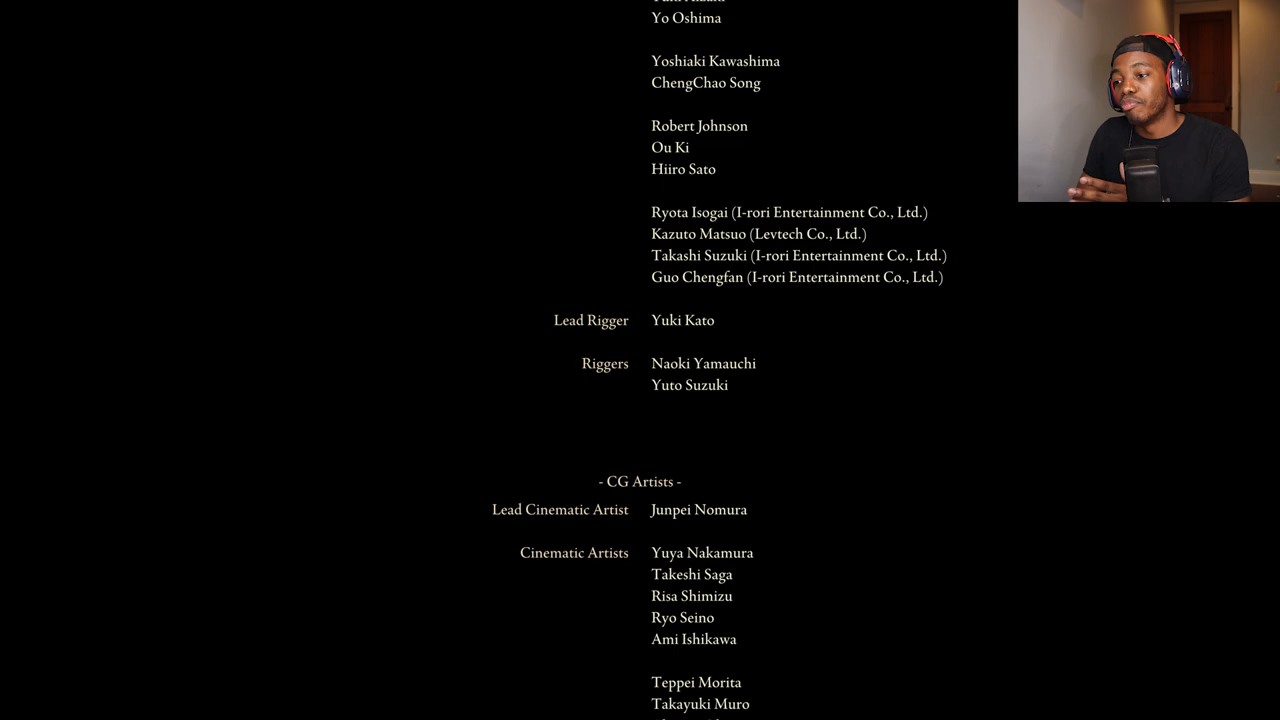 Yo Oshima
Yoshiaki Kawashima
ChengChao Song
Robert Johnson
Ou Ki
Hiiro Sato
Ryota Isogai (I-rori Entertainment Co., Ltd.)
Kazuto Matsuo (Levtech Co., Ltd.)
Takashi Suzuki (I-rori Entertainment Co., Ltd.)
Guo Chengfan (I-rori Entertainment Co., Ltd.)
Lead Rigger Yuki Kato
Riggers Naoki Yamauchi
Yuto Suzuki
- CG Artists -
Lead Cinematic Artist Junpei Nomura
Cinematic Artists Yuya Nakamura
Takeshi Saga
Risa Shimizu
Ryo Seino
Ami Ishikawa
Teppei Morita
Takayuki Muro